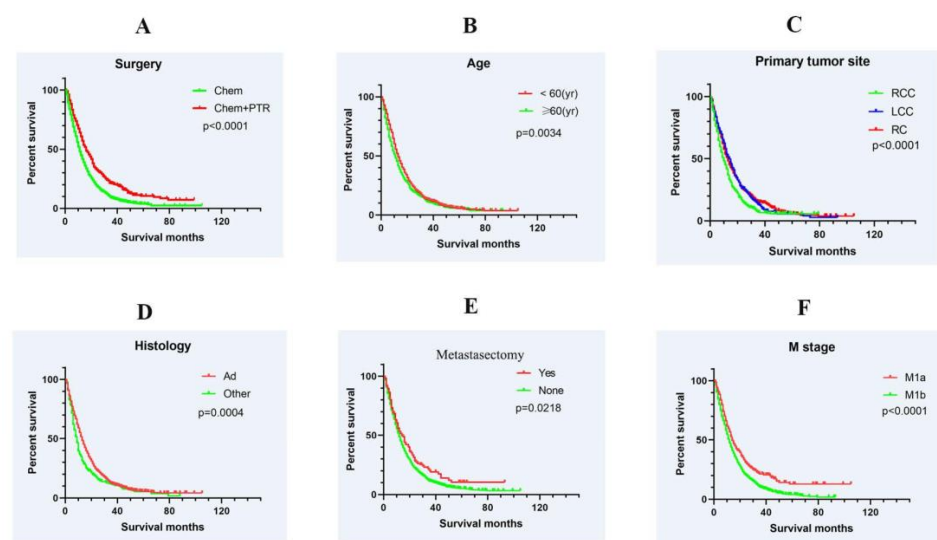 A
B
C
Surgery
Percent survival
100
50
0
0
40
80
120
Survival months
Chem
Chem+PTR
p<0.0001
Age
Percent survival
100
50
0
0
40
80
120
Survival months
< 60(yr)
⩾60(yr)
p=0.0034
Primary tumor site
Percent survival
100
50
0
0
40
80
120
Survival months
RCC
LCC
RC
p<0.0001
D
E
F
Histology
Percent survival
100
50
0
0
40
80
120
Survival months
Ad
Other
p=0.0004
Metastasectomy
Percent survival
100
50
0
0
40
80
120
Survival months
Yes
None
p=0.0218
M stage
Percent survival
100
50
0
0
40
80
120
Survival months
M1a
M1b
p<0.0001